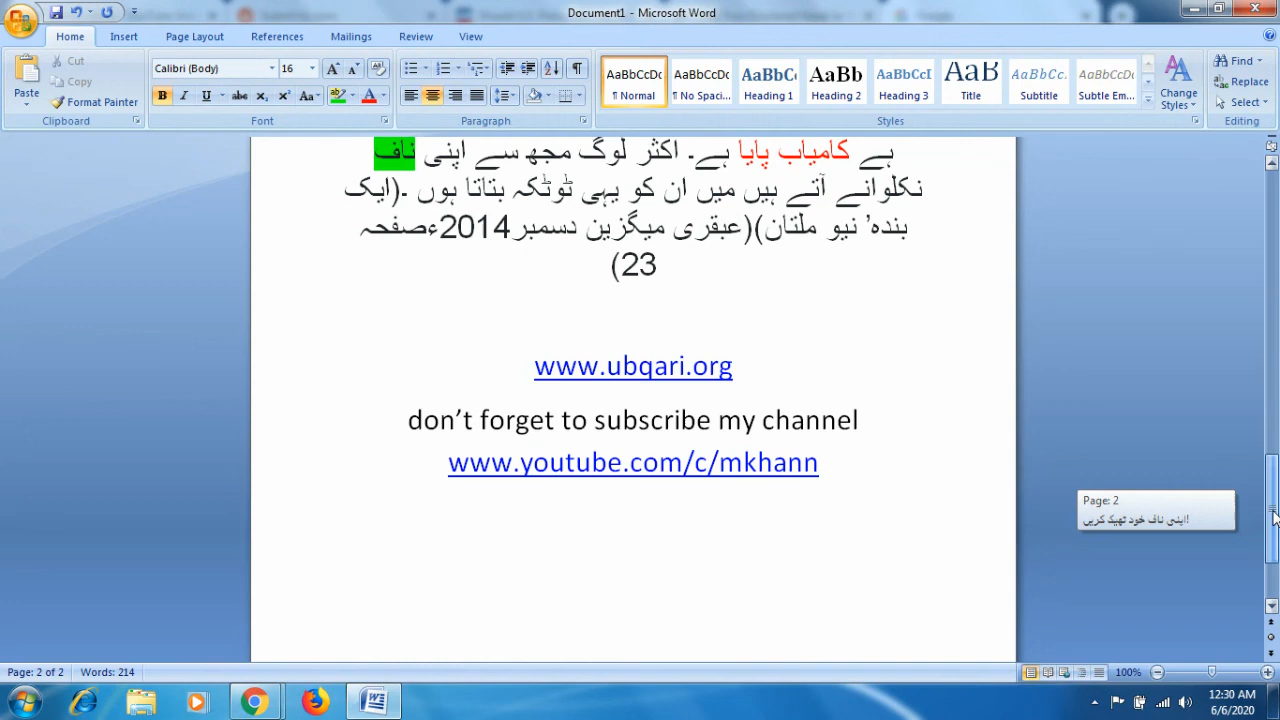 Document1 - Microsoft Word
Home Insert Page Layout References Mailings Review View
Paste
Cut
Copy
Format Painter
Clipboard
Calibri (Body) 16
Font
Paragraph
AaBbCcDc AaBbCcDc AaBbCc AaBb AaBbCcI AaB AaBbCc. AaBbCcDc
¶ Normal ¶ No Spaci... Heading 1 Heading 2 Heading 3 Title Subtitle Subtle Em...
Change Styles
Styles
Find
Replace
Select
Editing
ہے کامیاب پایا ہے۔ اکثر لوگ مجھ سے اپنی ناف
نکلوانے آتے ہیں میں ان کو یہی ٹوٹکہ بتاتا ہوں ۔(ایک
بندہ’ نیو ملتان)(عبقری میگزین دسمبر2014ءصفحہ
23)
www.ubqari.org
don’t forget to subscribe my channel
www.youtube.com/c/mkhann
Page: 2
اپنی ناف خود ٹھیک کریں!
Page: 2 of 2 Words: 214 100%
12:30 AM
6/6/2020